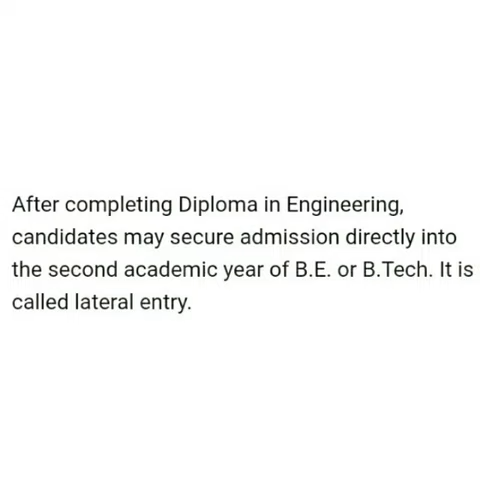 After completing Diploma in Engineering,
candidates may secure admission directly into
the second academic year of B.E. or B.Tech. It is
called lateral entry.